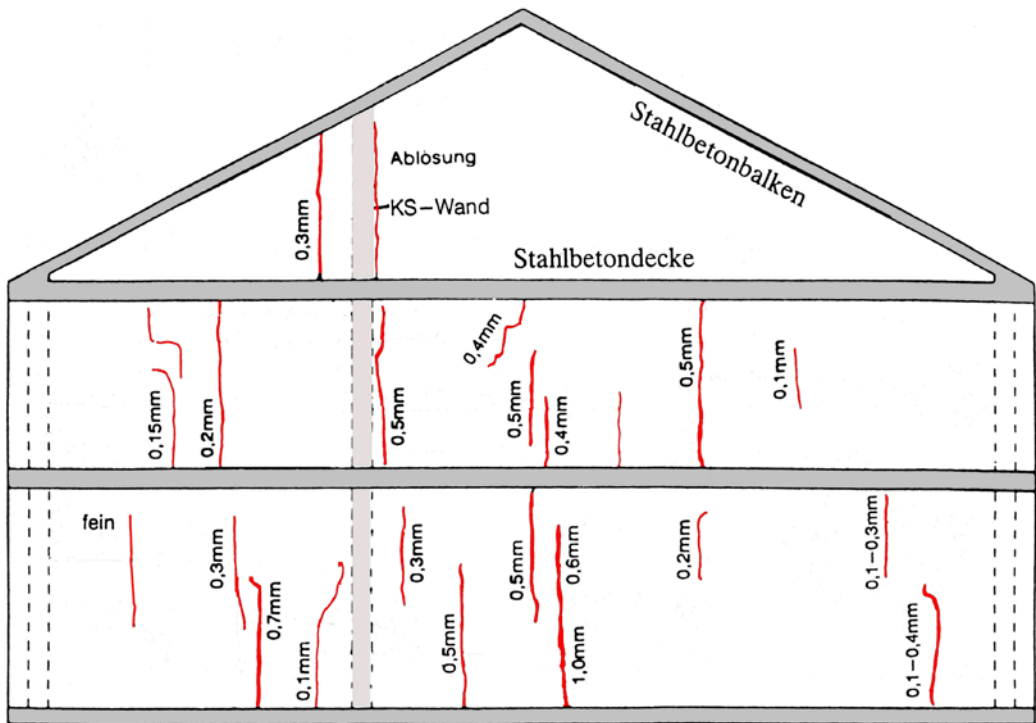 Stahlbetonbalken
Ablösung
KS-Wand
0,3mm
Stahlbetondecke
0,15mm
0,2mm
0,5mm
0,4mm
0,5mm
0,4mm
0,5mm
0,1mm
fein
0,3mm
0,7mm
0,1mm
0,3mm
0,5mm
0,5mm
0,6mm
1,0mm
0,2mm
0,1-0,3mm
0,1-0,4mm